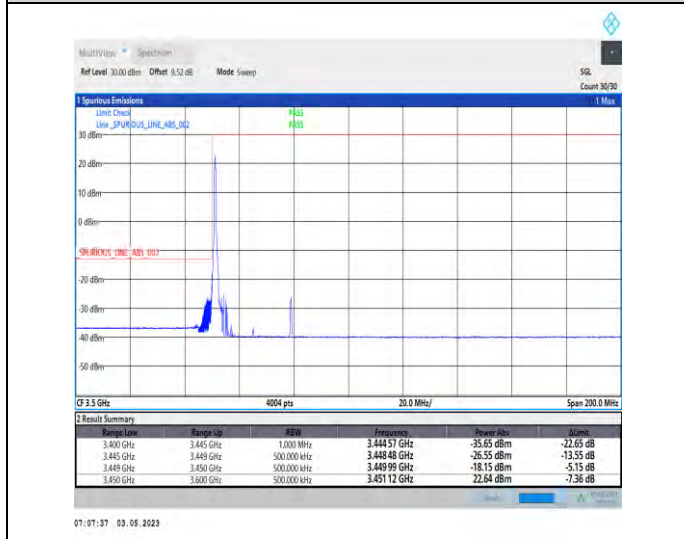 MultiView Spectrum
Ref Level 30.00 dBm Offset 9.52 dB Mode Sweep SGL
Count 30/30
1 Spurious Emissions 1 Max
Limit Check PASS
Line _SPURIOUS_LINE_ABS_002 PASS
30 dBm
20 dBm
10 dBm
0 dBm
_SPURIOUS_LINE_ABS_002
-20 dBm
-30 dBm
-40 dBm
-50 dBm
CF 3.5 GHz 4004 pts 20.0 MHz/ Span 200.0 MHz
2 Result Summary
Range Low Range Up RBW Frequency Power Abs ΔLimit
3.400 GHz 3.445 GHz 1.000 MHz 3.444 57 GHz -35.65 dBm -22.65 dB
3.445 GHz 3.449 GHz 500.000 kHz 3.448 48 GHz -26.55 dBm -13.55 dB
3.449 GHz 3.450 GHz 500.000 kHz 3.449 99 GHz -18.15 dBm -5.15 dB
3.450 GHz 3.600 GHz 500.000 kHz 3.451 12 GHz 22.64 dBm -7.36 dB
07:07:37 03.05.2023